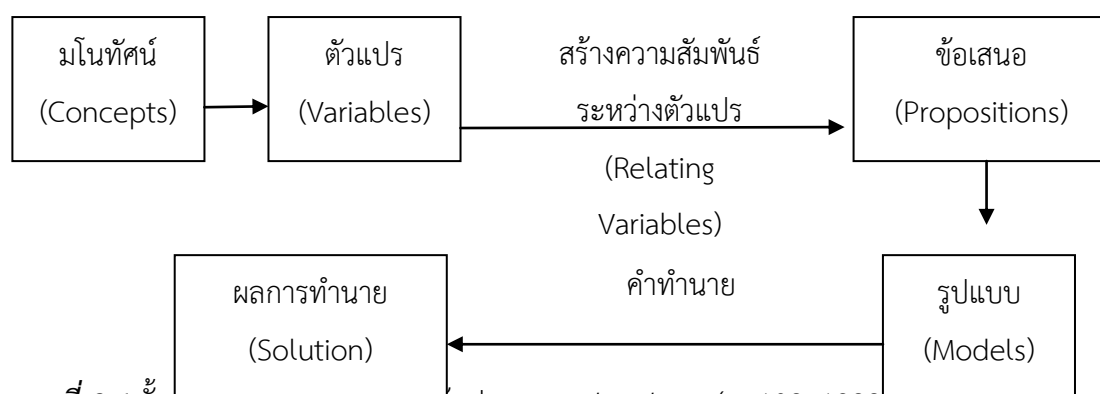 มโนทัศน์
(Concepts)
ตัวแปร
(Variables)
สร้างความสัมพันธ์
ระหว่างตัวแปร
(Relating
Variables)
ข้อเสนอ
(Propositions)
รูปแบบ
(Models)
คำทำนาย
ผลการทำนาย
(Solution)